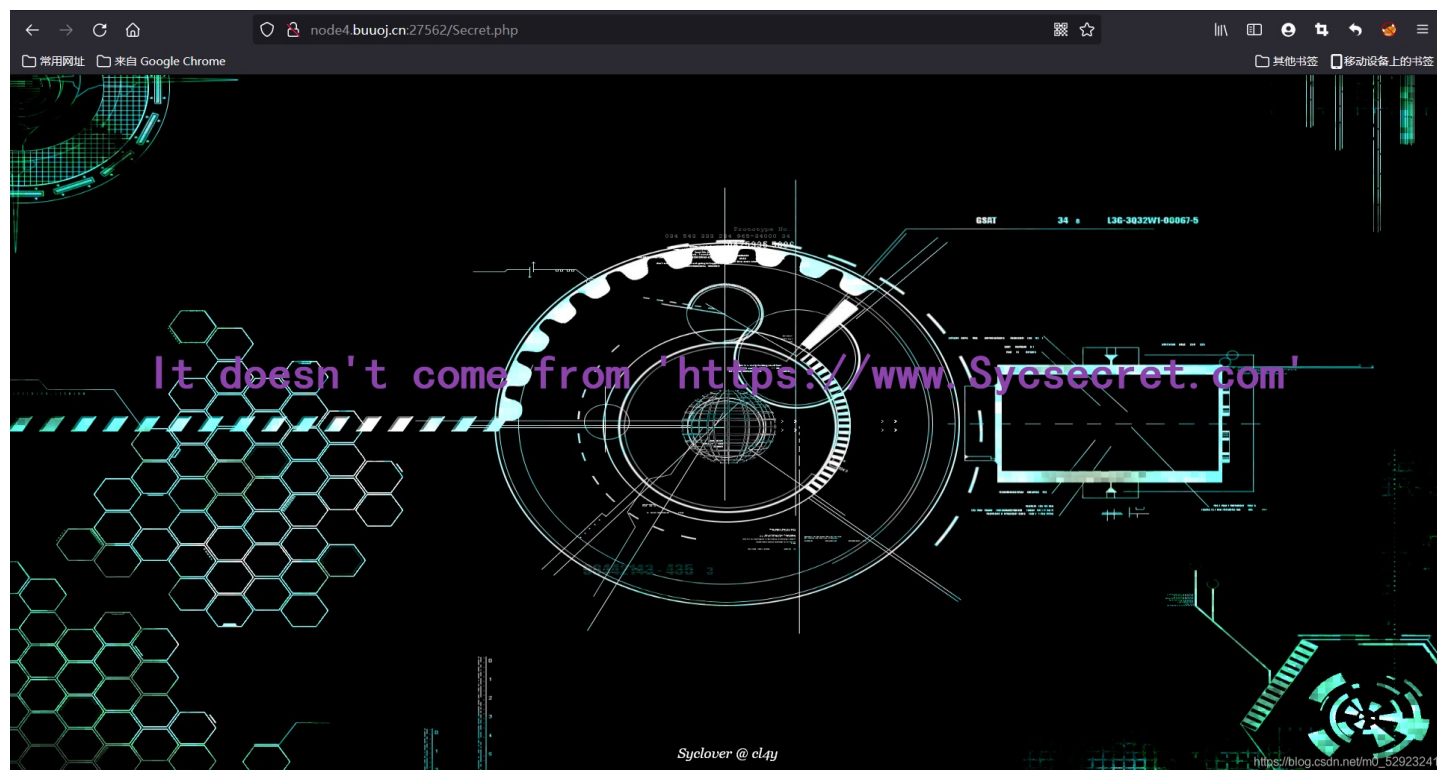 node4.buuoj.cn:27562/Secret.php
常用网址 来自 Google Chrome 其他书签 移动设备上的书签
GSAT 34 L3G-3Q32W1-00067-5
It doesn't come from 'https://www.Sycsecret.com'
Syclover @ cl4y
https://blog.csdn.net/m0_52923241